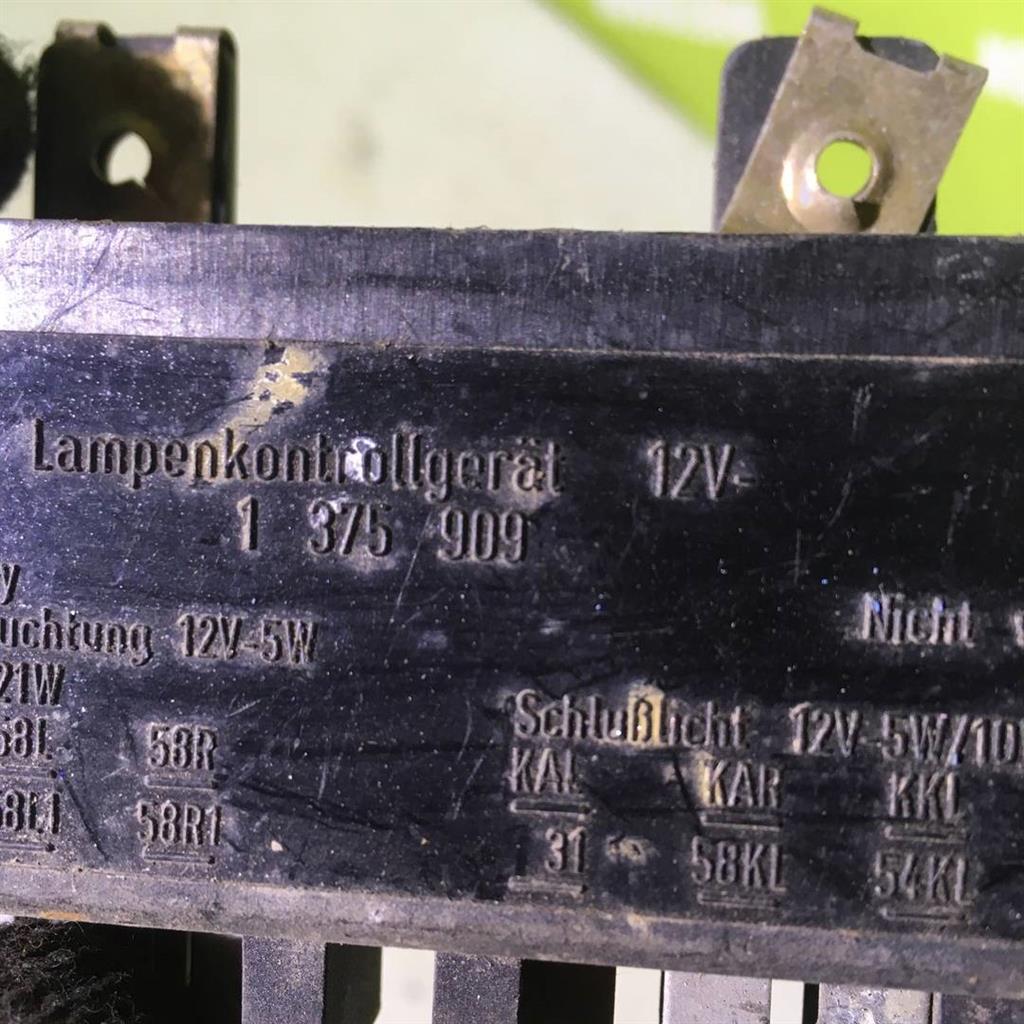 Lampenkontrollgerät 12V-
1 375 909
y
uchtung 12V-5W
Nicht
21W
Schlußlicht 12V-5W/10
58L 58R
KAL KAR KKL
58L1 58R1
31 58KL 54KL